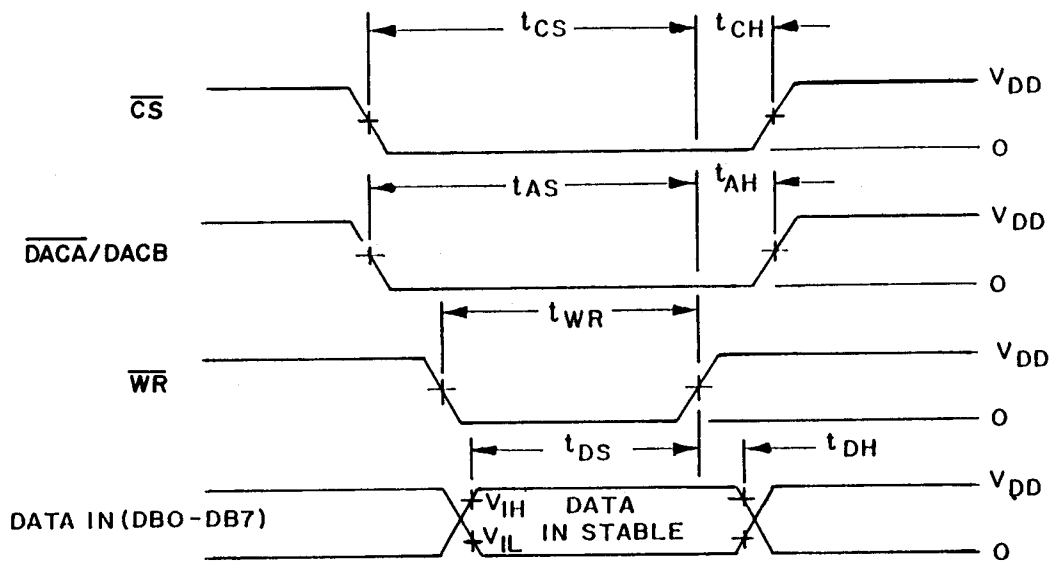 tCS
tCH
CS
VDD
0
tAS
tAH
DACA/DACB
VDD
0
tWR
WR
VDD
0
tDS
tDH
DATA IN (DB0-DB7)
VIH
VIL
DATA
IN STABLE
VDD
0